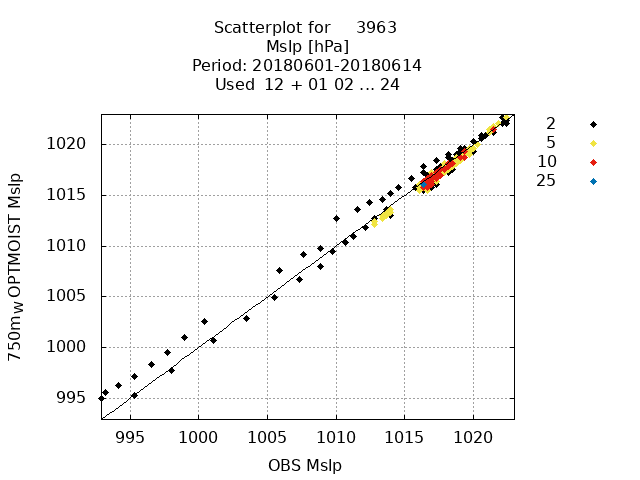 Scatterplot for 3963
Mslp [hPa]
Period: 20180601-20180614
Used 12 + 01 02 ... 24
2
5
10
25
1020
1015
1010
1005
1000
995
750mW OPTMOIST Mslp
995 1000 1005 1010 1015 1020
OBS Mslp